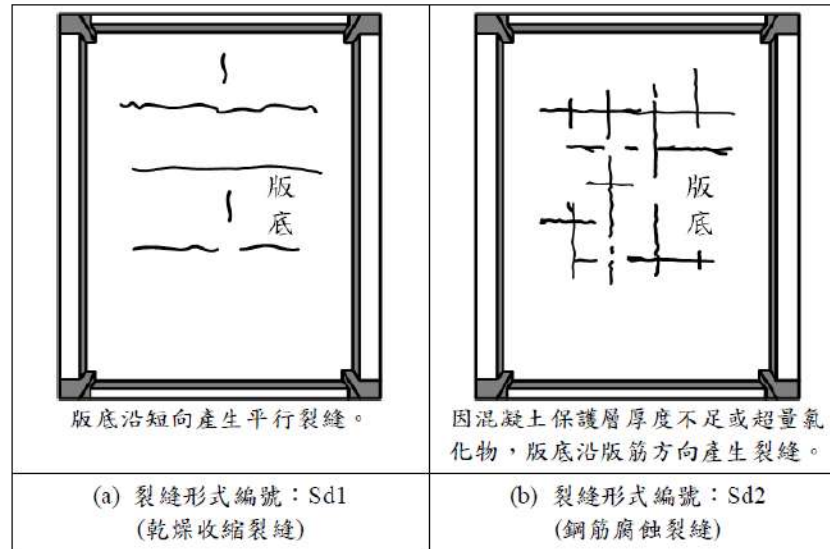 版
底
版
底
版底沿短向產生平行裂縫。
因混凝土保護層厚度不足或超量氯
化物，版底沿版筋方向產生裂縫。
(a) 裂縫形式編號：Sd1
(乾燥收縮裂縫)
(b) 裂縫形式編號：Sd2
(鋼筋腐蝕裂縫)